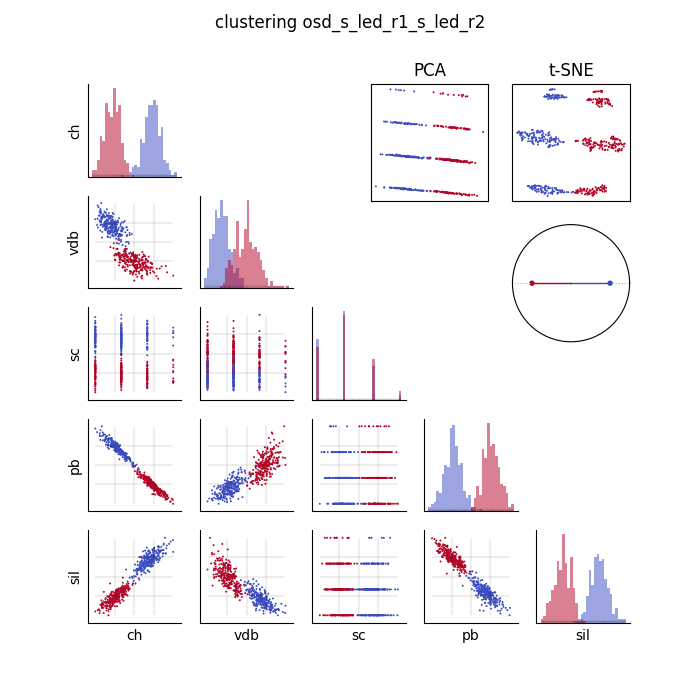 clustering osd_s_led_r1_s_led_r2
PCA
t-SNE
ch
vdb
sc
pb
sil
ch
vdb
sc
pb
sil